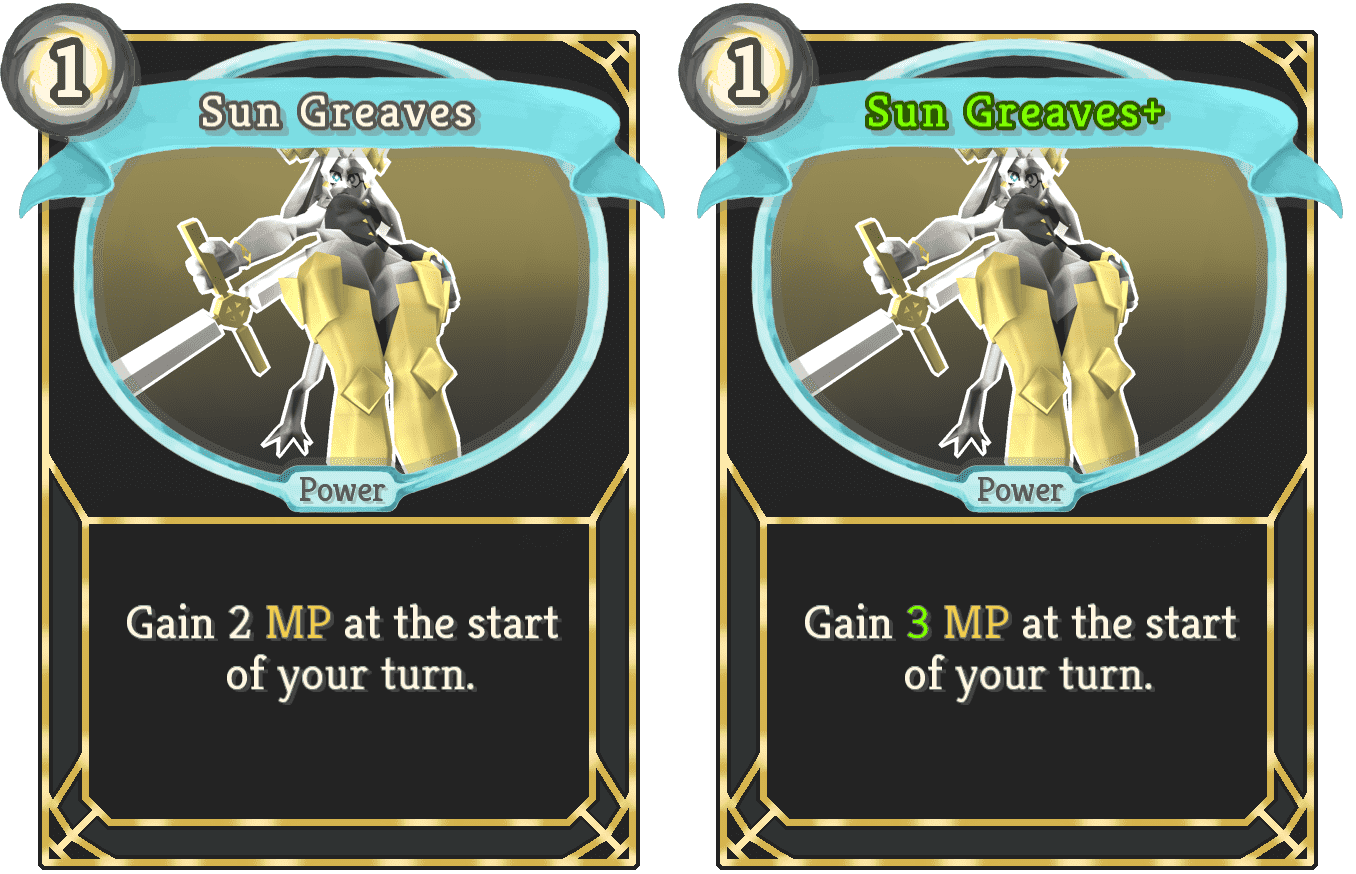 1
Sun Greaves
Power
Gain 2 MP at the start
of your turn.
1
Sun Greaves+
Power
Gain 3 MP at the start
of your turn.